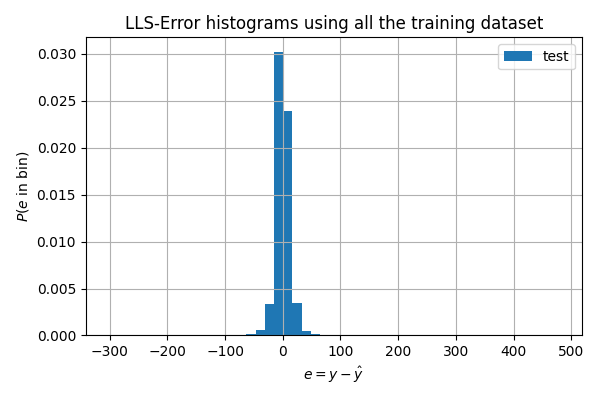 LLS-Error histograms using all the training dataset
test
0.030
0.025
0.020
0.015
0.010
0.005
0.000
P(e in bin)
−300 −200 −100 0 100 200 300 400 500
e = y − ŷ